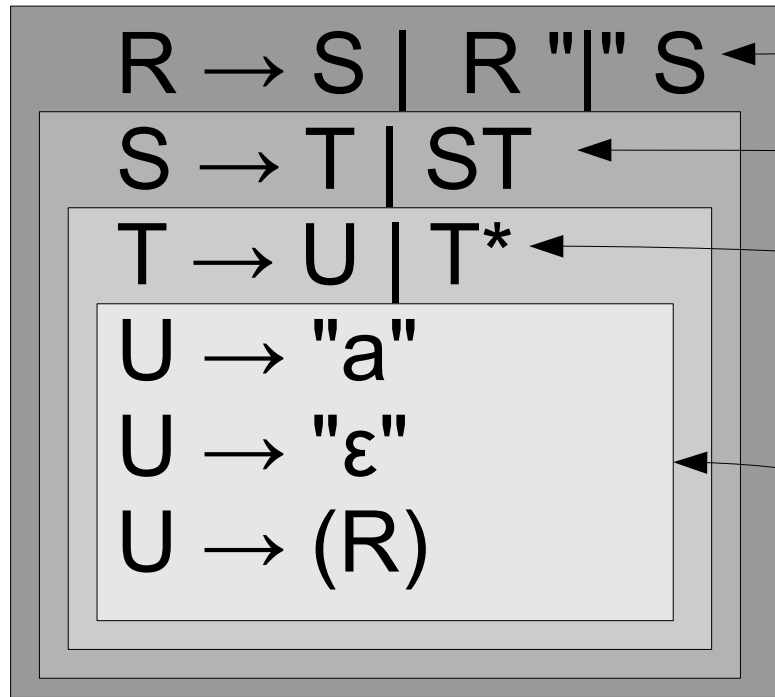 R → S | R "|" S
S → T | ST
T → U | T*
U → "a"
U → "ε"
U → (R)